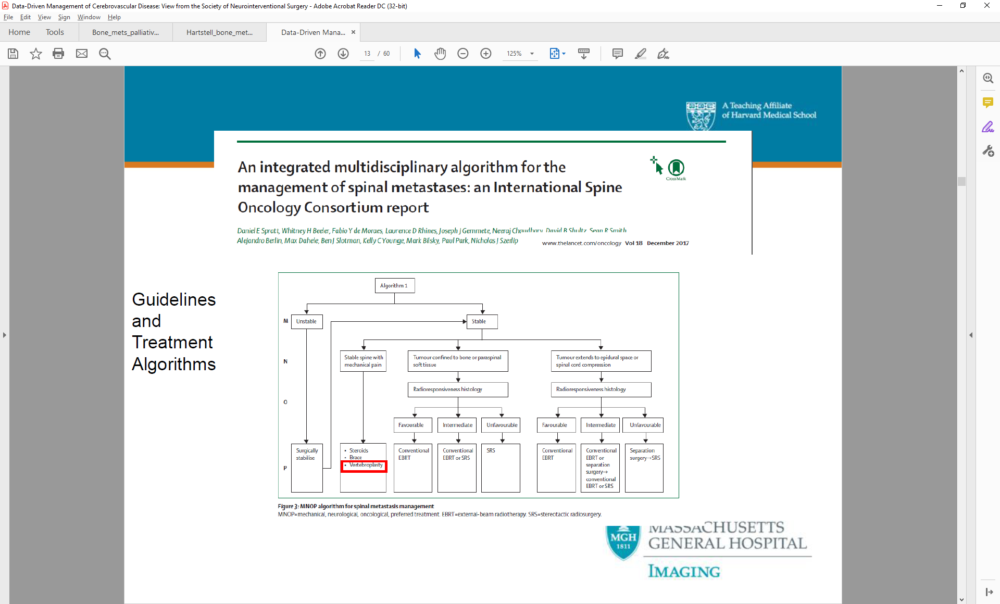 Data-Driven Management of Cerebrovascular Disease: View from the Society of Neurointerventional Surgery - Adobe Acrobat Reader DC (32-bit)
File Edit View Sign Window Help
Home Tools Bone_mets_palliativ... Hartstell_bone_met... Data-Driven Mana...
13 / 60 125%
A Teaching Affiliate
of Harvard Medical School
An integrated multidisciplinary algorithm for the
management of spinal metastases: an International Spine
Oncology Consortium report
CrossMark
Daniel E Spratt, Whitney H Beeler, Fabio Y de Moraes, Laurence D Rhines, Joseph J Gemmete, Neeraj Chaudhary, David B Shultz, Sean R Smith
Alejandro Berlin, Max Dahele, Ben J Slotman, Kelly C Younge, Mark Bilsky, Paul Park, Nicholas J Szerlip
www.thelancet.com/oncology Vol 18 December 2017
Guidelines
and
Treatment
Algorithms
Algorithm 1
M
Unstable
Stable
N
Stable spine with
mechanical pain
Tumour confined to bone or paraspinal
soft tissue
Tumour extends to epidural space or
spinal cord compression
Radioresponsiveness histology
Radioresponsiveness histology
O
Favourable
Intermediate
Unfavourable
Favourable
Intermediate
Unfavourable
P
Surgically
stabilise
• Steroids
• Brace
• Vertebroplasty
Conventional
EBRT
Conventional
EBRT or SRS
SRS
Conventional
EBRT
Conventional
EBRT or
separation
surgery→
conventional
EBRT or SRS
Separation
surgery→SRS
Figure 3: MNOP algorithm for spinal metastasis management
MNOP=mechanical, neurological, oncological, preferred treatment. EBRT=external-beam radiotherapy. SRS=stereotactic radiosurgery.
MGH
1811
MASSACHUSETTS
GENERAL HOSPITAL
IMAGING